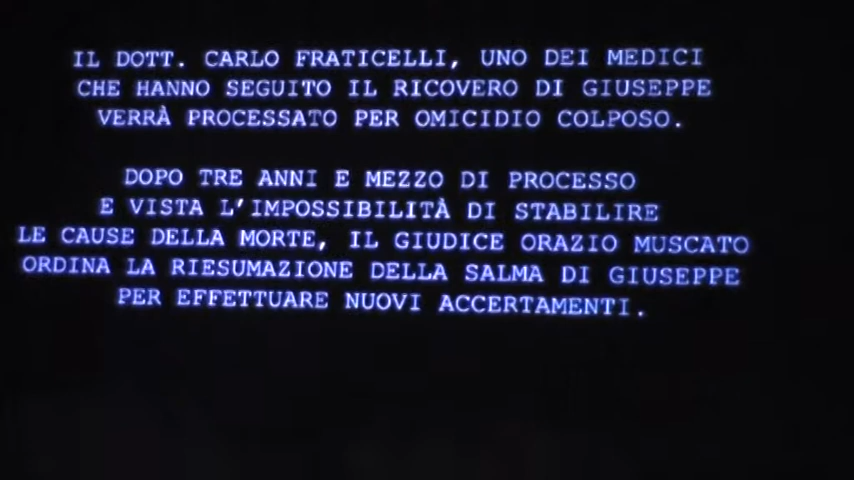 IL DOTT. CARLO FRATICELLI, UNO DEI MEDICI
CHE HANNO SEGUITO IL RICOVERO DI GIUSEPPE
VERRÀ PROCESSATO PER OMICIDIO COLPOSO.
DOPO TRE ANNI E MEZZO DI PROCESSO
E VISTA L'IMPOSSIBILITÀ DI STABILIRE
LE CAUSE DELLA MORTE, IL GIUDICE ORAZIO MUSCATO
ORDINA LA RIESUMAZIONE DELLA SALMA DI GIUSEPPE
PER EFFETTUARE NUOVI ACCERTAMENTI.